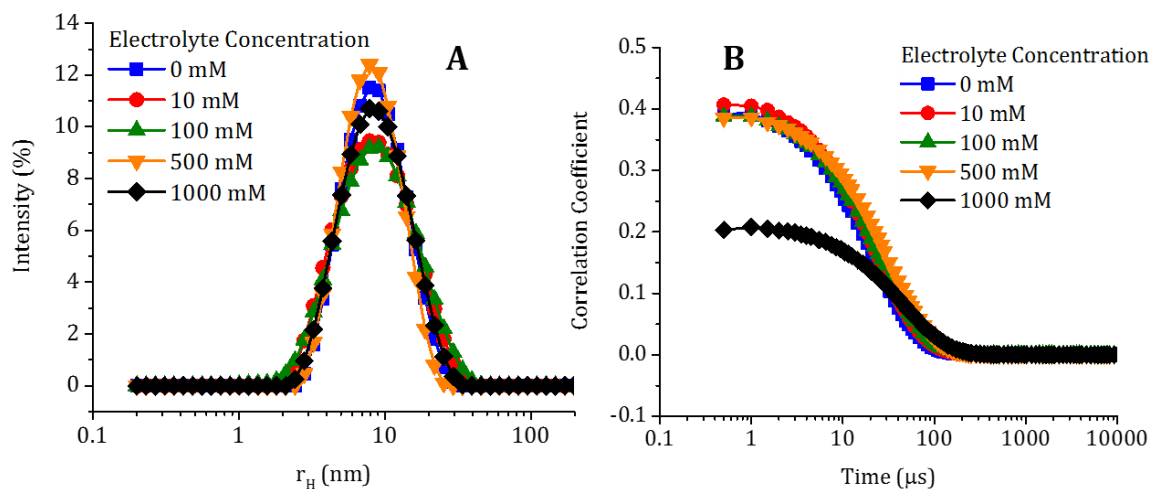 A
Electrolyte Concentration
0 mM
10 mM
100 mM
500 mM
1000 mM
14
12
10
8
6
4
2
0
Intensity (%)
0.1
1
10
100
r_H (nm)
B
Electrolyte Concentration
0 mM
10 mM
100 mM
500 mM
1000 mM
0.5
0.4
0.3
0.2
0.1
0.0
-0.1
Correlation Coefficient
0.1
1
10
100
1000
10000
Time (μs)